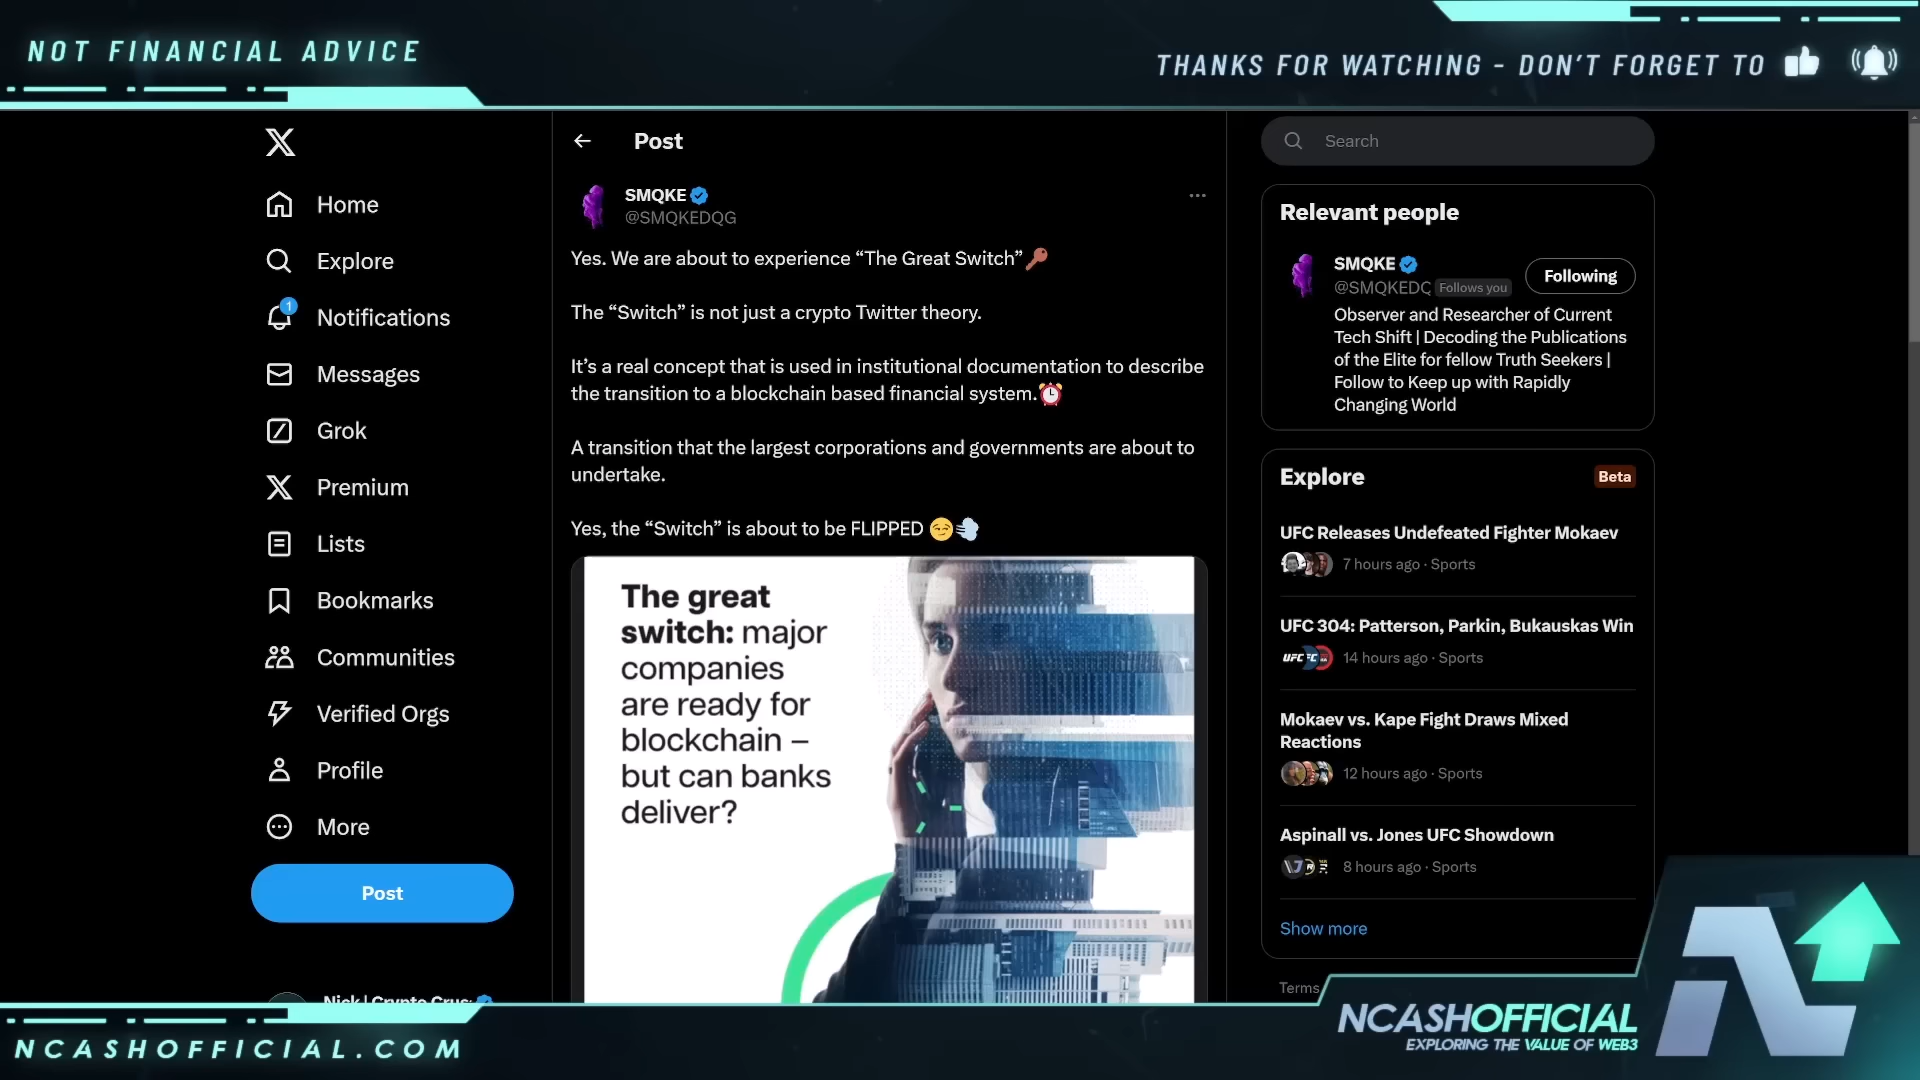 NOT FINANCIAL ADVICE
THANKS FOR WATCHING - DON'T FORGET TO
Home
Explore
1
Notifications
Messages
Grok
Premium
Lists
Bookmarks
Communities
Verified Orgs
Profile
More
Post
Nick | Crypto Crus
Post
SMQKE
@SMQKEDQG
Yes. We are about to experience “The Great Switch”
The “Switch” is not just a crypto Twitter theory.
It’s a real concept that is used in institutional documentation to describe
the transition to a blockchain based financial system.
A transition that the largest corporations and governments are about to
undertake.
Yes, the “Switch” is about to be FLIPPED
The great
switch: major
companies
are ready for
blockchain –
but can banks
deliver?
Search
Relevant people
SMQKE
Following
@SMQKEDQ Follows you
Observer and Researcher of Current
Tech Shift | Decoding the Publications
of the Elite for fellow Truth Seekers |
Follow to Keep up with Rapidly
Changing World
Explore
Beta
UFC Releases Undefeated Fighter Mokaev
7 hours ago · Sports
UFC 304: Patterson, Parkin, Bukauskas Win
14 hours ago · Sports
Mokaev vs. Kape Fight Draws Mixed
Reactions
12 hours ago · Sports
Aspinall vs. Jones UFC Showdown
8 hours ago · Sports
Show more
Terms
NCASHOFFICIAL.COM
NCASHOFFICIAL
EXPLORING THE VALUE OF WEB3